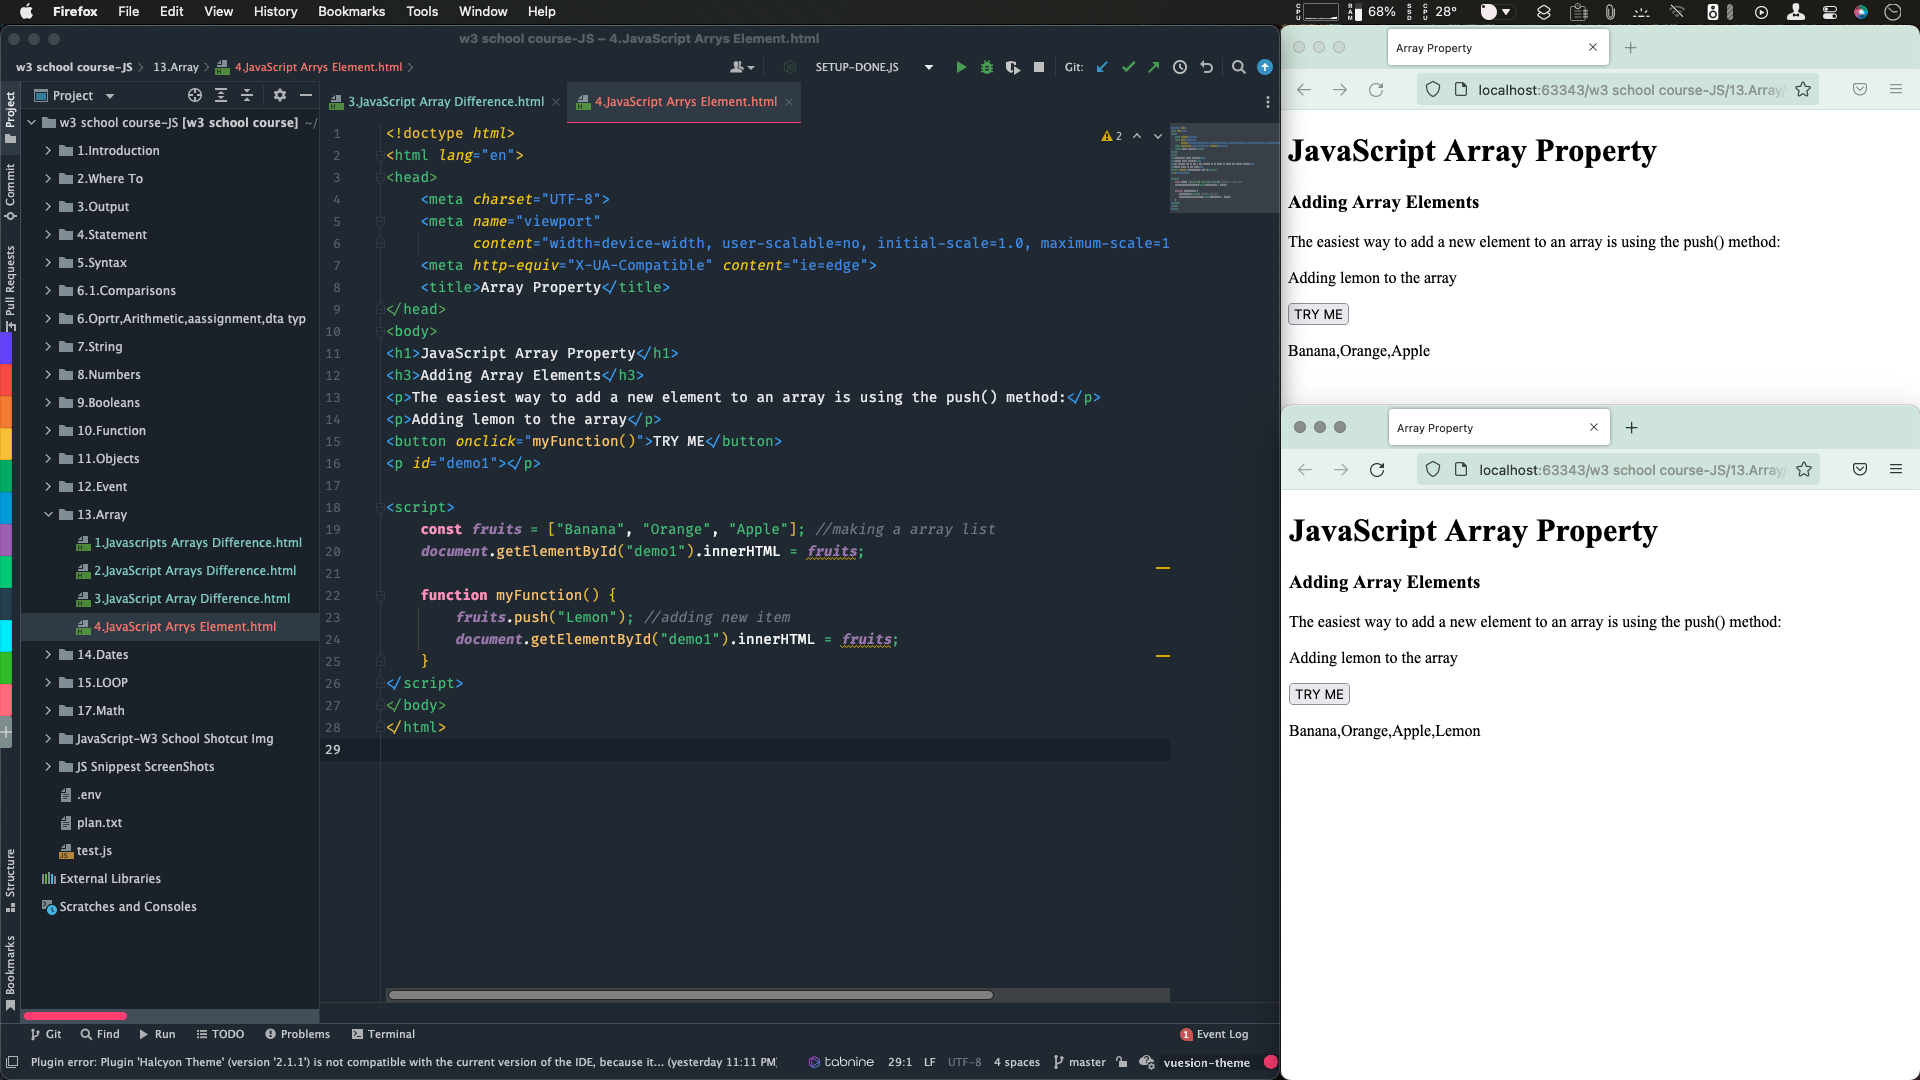 Firefox File Edit View History Bookmarks Tools Window Help
CPU RAM 68% SSD CPU 28°
w3 school course-JS – 4.JavaScript Arrys Element.html
w3 school course-JS 13.Array 4.JavaScript Arrys Element.html
SETUP-DONE.JS Git:
Project
3.JavaScript Array Difference.html
4.JavaScript Arrys Element.html
Project
Commit
Pull Requests
Structure
Bookmarks
w3 school course-JS [w3 school course] ~/
1.Introduction
2.Where To
3.Output
4.Statement
5.Syntax
6.1.Comparisons
6.Oprtr,Arithmetic,aassignment,dta typ
7.String
8.Numbers
9.Booleans
10.Function
11.Objects
12.Event
13.Array
1.Javascripts Arrays Difference.html
2.JavaScript Arrays Difference.html
3.JavaScript Array Difference.html
4.JavaScript Arrys Element.html
14.Dates
15.LOOP
17.Math
JavaScript-W3 School Shotcut Img
JS Snippest ScreenShots
.env
plan.txt
test.js
External Libraries
Scratches and Consoles
2
1 <!doctype html>
2 <html lang="en">
3 <head>
4 <meta charset="UTF-8">
5 <meta name="viewport"
6 content="width=device-width, user-scalable=no, initial-scale=1.0, maximum-scale=1
7 <meta http-equiv="X-UA-Compatible" content="ie=edge">
8 <title>Array Property</title>
9 </head>
10 <body>
11 <h1>JavaScript Array Property</h1>
12 <h3>Adding Array Elements</h3>
13 <p>The easiest way to add a new element to an array is using the push() method:</p>
14 <p>Adding lemon to the array</p>
15 <button onclick="myFunction()">TRY ME</button>
16 <p id="demo1"></p>
17
18 <script>
19 const fruits = ["Banana", "Orange", "Apple"]; //making a array list
20 document.getElementById("demo1").innerHTML = fruits;
21
22 function myFunction() {
23 fruits.push("Lemon"); //adding new item
24 document.getElementById("demo1").innerHTML = fruits;
25 }
26 </script>
27 </body>
28 </html>
29
Git Find Run TODO Problems Terminal
1 Event Log
Plugin error: Plugin 'Halcyon Theme' (version '2.1.1') is not compatible with the current version of the IDE, because it... (yesterday 11:11 PM)
tabnine 29:1 LF UTF-8 4 spaces master vuesion-theme
Array Property
localhost:63343/w3 school course-JS/13.Array/
JavaScript Array Property
Adding Array Elements
The easiest way to add a new element to an array is using the push() method:
Adding lemon to the array
TRY ME
Banana,Orange,Apple
Array Property
localhost:63343/w3 school course-JS/13.Array/
JavaScript Array Property
Adding Array Elements
The easiest way to add a new element to an array is using the push() method:
Adding lemon to the array
TRY ME
Banana,Orange,Apple,Lemon